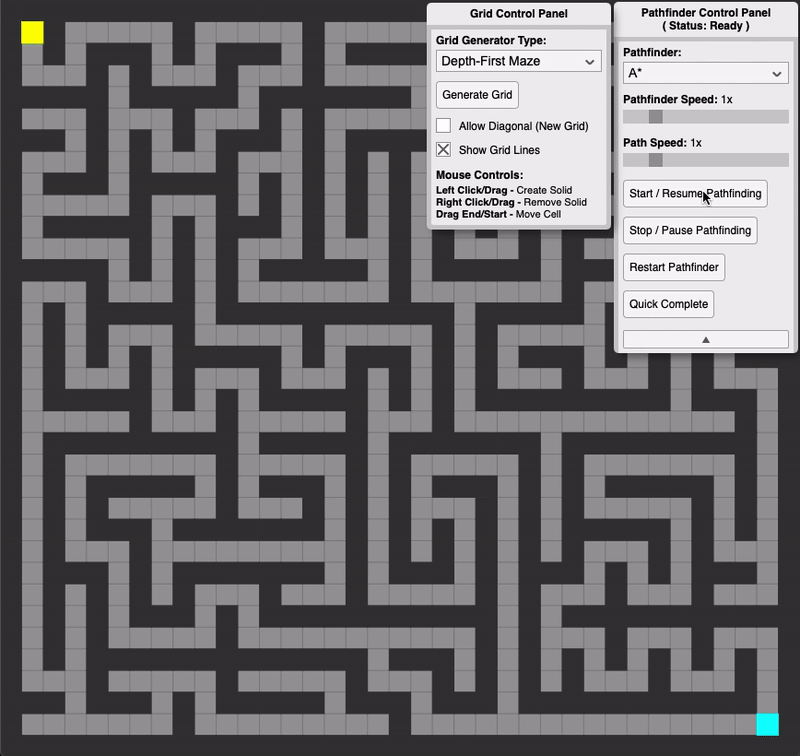 Grid Control Panel
Grid Generator Type:
Depth-First Maze
Generate Grid
Allow Diagonal (New Grid)
Show Grid Lines
Mouse Controls:
Left Click/Drag - Create Solid
Right Click/Drag - Remove Solid
Drag End/Start - Move Cell
Pathfinder Control Panel
( Status: Ready )
Pathfinder:
A*
Pathfinder Speed: 1x
Path Speed: 1x
Start / Resume Pathfinding
Stop / Pause Pathfinding
Restart Pathfinder
Quick Complete